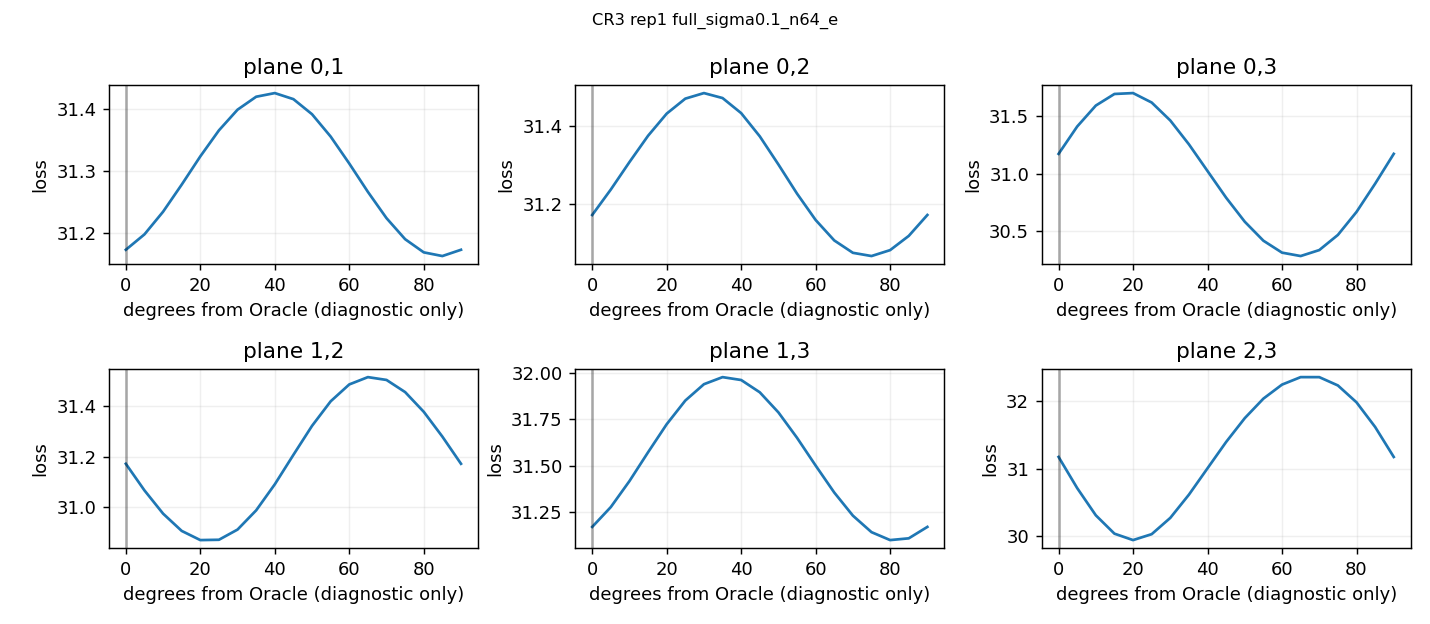 CR3 rep1 full_sigma0.1_n64_e
plane 0,1
plane 0,2
plane 0,3
31.4
31.3
31.2
loss
0 20 40 60 80
degrees from Oracle (diagnostic only)
31.4
31.2
loss
0 20 40 60 80
degrees from Oracle (diagnostic only)
31.5
31.0
30.5
loss
0 20 40 60 80
degrees from Oracle (diagnostic only)
plane 1,2
plane 1,3
plane 2,3
31.4
31.2
31.0
loss
0 20 40 60 80
degrees from Oracle (diagnostic only)
32.00
31.75
31.50
31.25
loss
0 20 40 60 80
degrees from Oracle (diagnostic only)
32
31
30
loss
0 20 40 60 80
degrees from Oracle (diagnostic only)